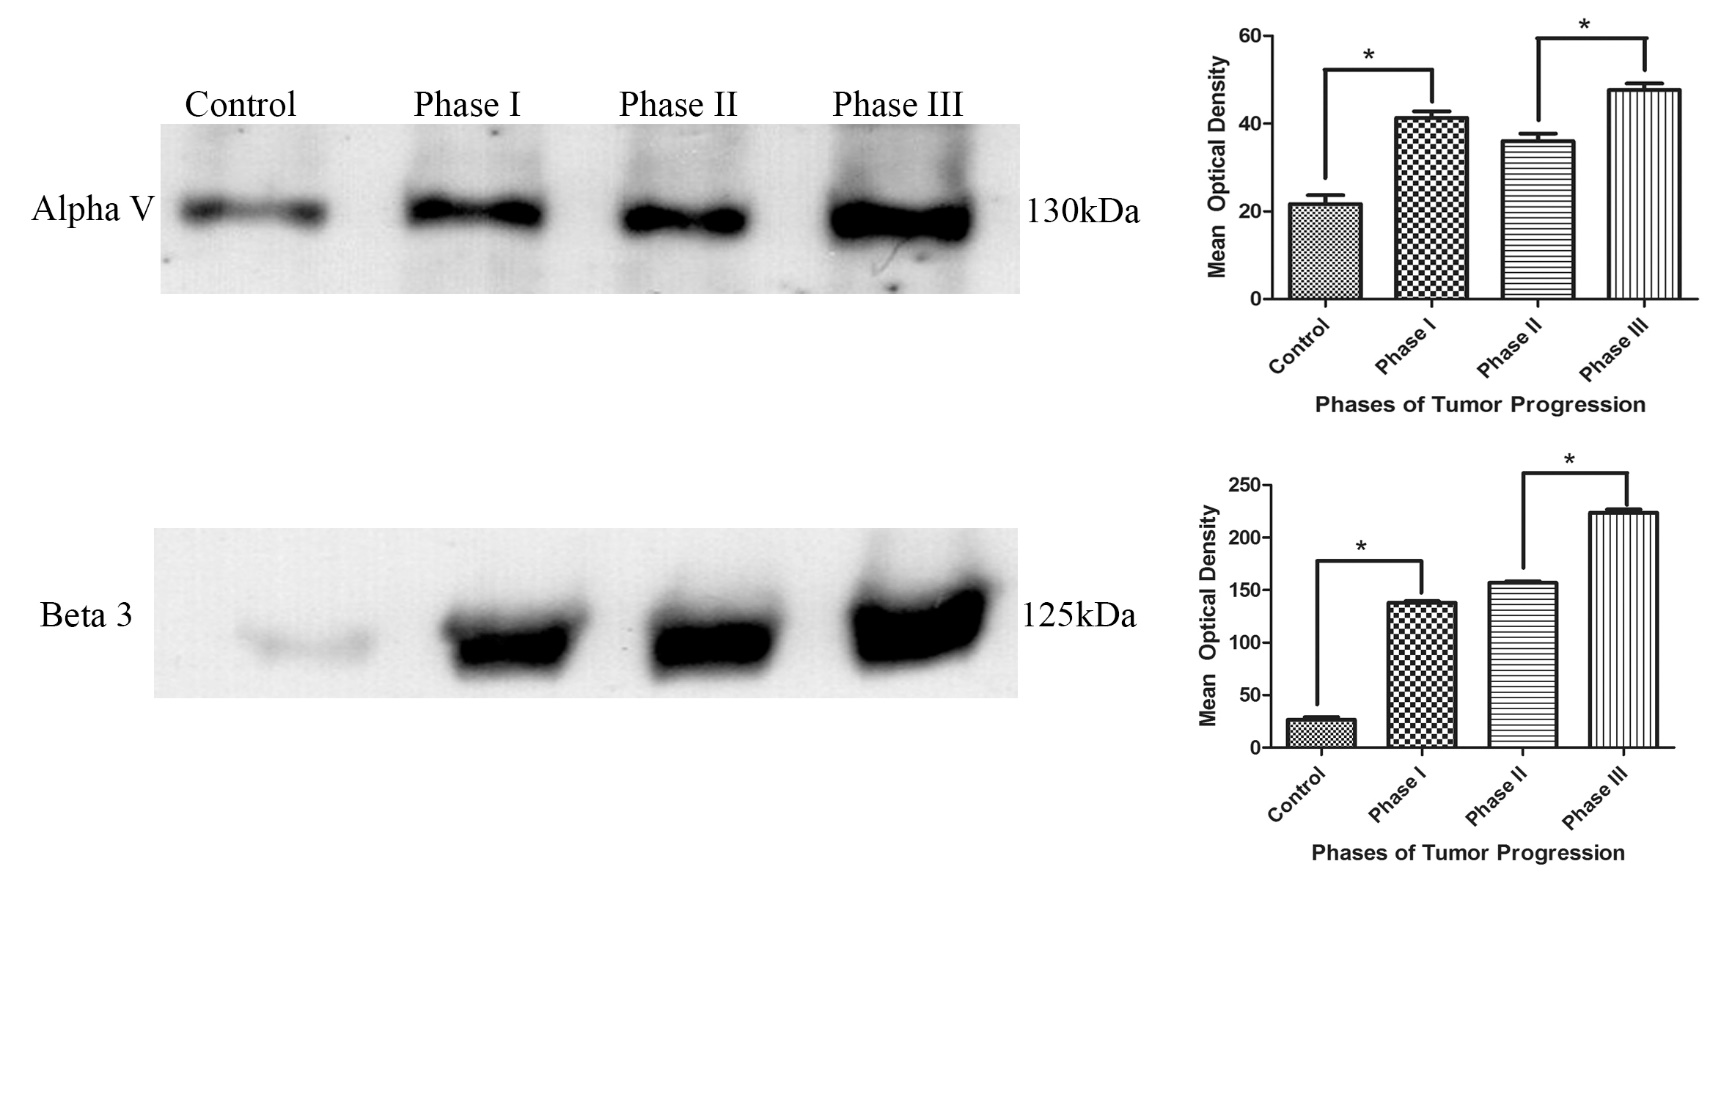 Control Phase I Phase II Phase III
Alpha V 130kDa
Beta 3 125kDa
* *
60
40
20
0
Mean Optical Density
Control Phase I Phase II Phase III
Phases of Tumor Progression
* *
250
200
150
100
50
0
Mean Optical Density
Control Phase I Phase II Phase III
Phases of Tumor Progression